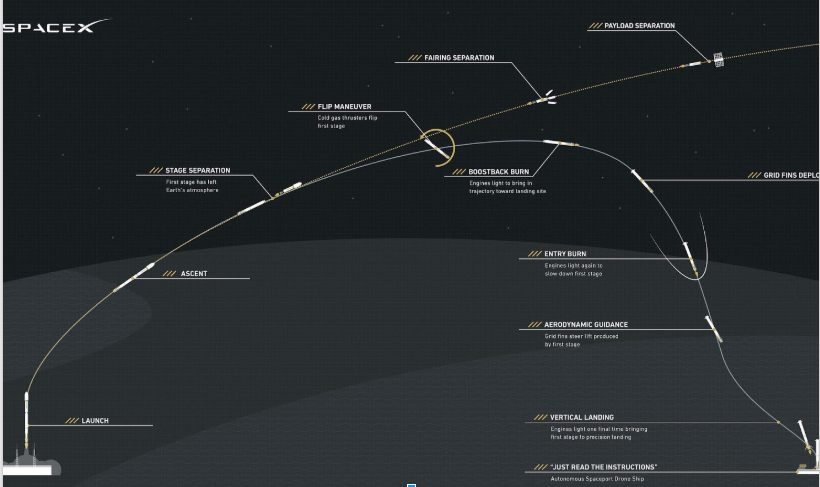 SPACEX
PAYLOAD SEPARATION
FAIRING SEPARATION
FLIP MANEUVER
Cold gas thrusters flip
first stage
STAGE SEPARATION
First stage has left
Earth's atmosphere
BOOSTBACK BURN
Engines light to bring in
trajectory toward landing site
GRID FINS DEPLO
ASCENT
ENTRY BURN
Engines light again to
slow down first stage
AERODYNAMIC GUIDANCE
Grid fins steer lift produced
by first stage
LAUNCH
VERTICAL LANDING
Engines light one final time bringing
first stage to precision landing
"JUST READ THE INSTRUCTIONS"
Autonomous Spaceport Drone Ship